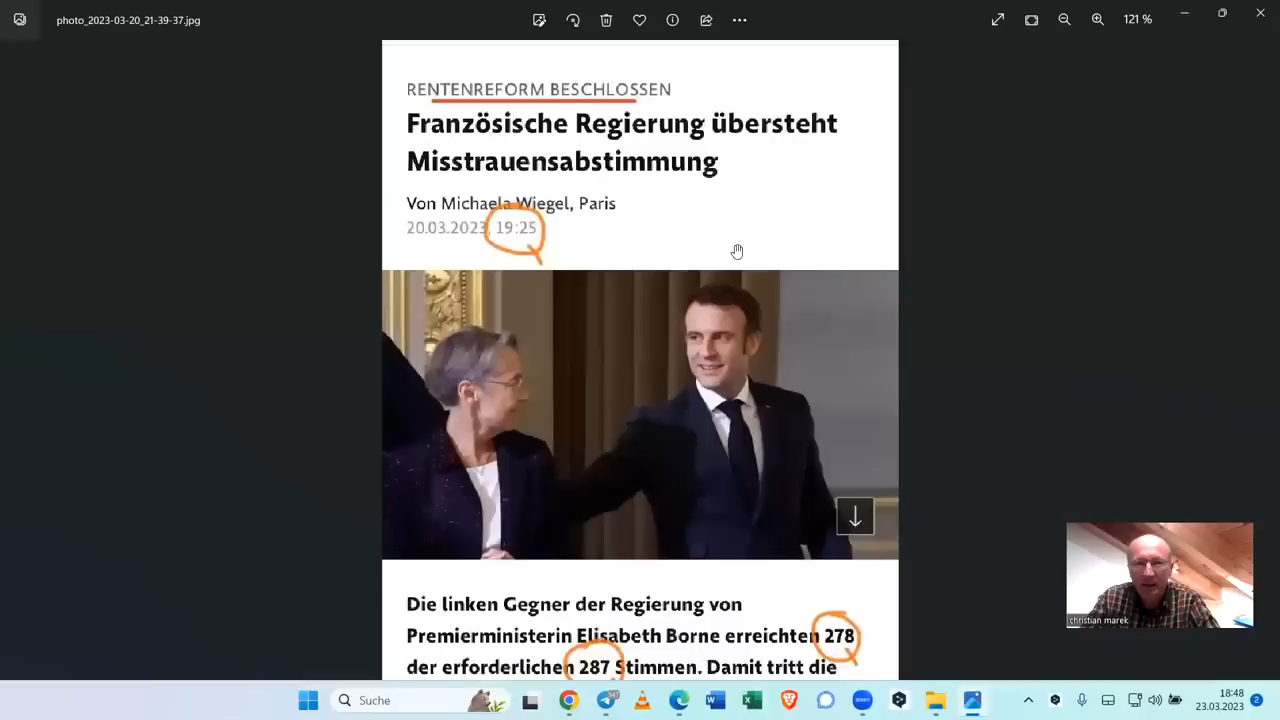 photo_2023-03-20_21-39-37.jpg
121 %
RENTENREFORM BESCHLOSSEN
Französische Regierung übersteht
Misstrauensabstimmung
Von Michaela Wiegel, Paris
20.03.2023, 19:25
Die linken Gegner der Regierung von
Premierministerin Elisabeth Borne erreichten 278
der erforderlichen 287 Stimmen. Damit tritt die
christian marek
Suche
18:48
23.03.2023
2